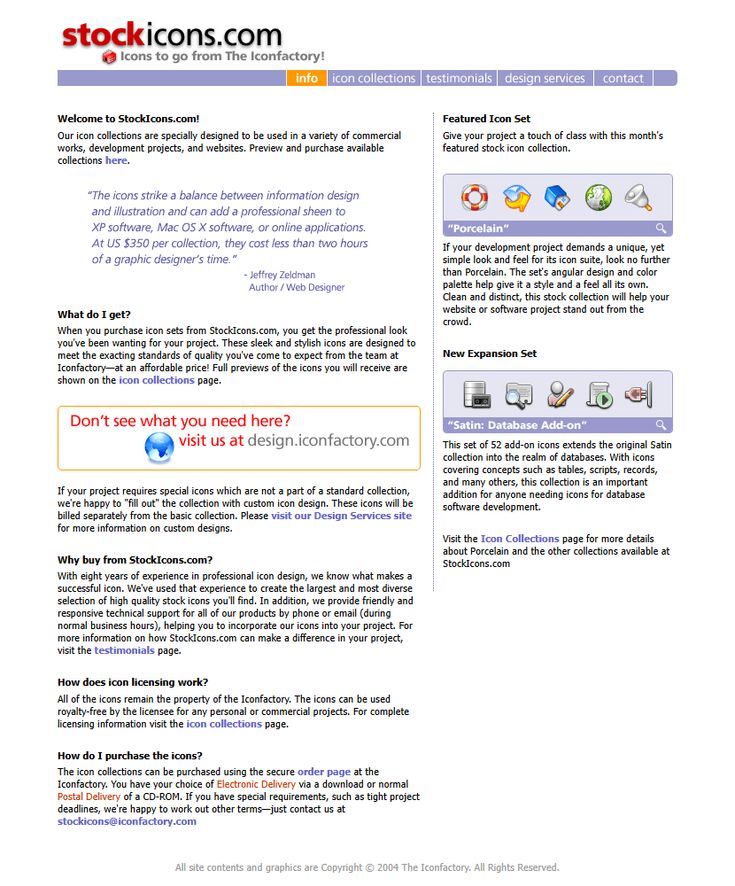 stockicons.com
Icons to go from The Iconfactory!
info
icon collections
testimonials
design services
contact
Welcome to StockIcons.com!
Our icon collections are specially designed to be used in a variety of commercial
works, development projects, and websites. Preview and purchase available
collections here.
“The icons strike a balance between information design
and illustration and can add a professional sheen to
XP software, Mac OS X software, or online applications.
At US $350 per collection, they cost less than two hours
of a graphic designer's time.”
- Jeffrey Zeldman
Author / Web Designer
What do I get?
When you purchase icon sets from StockIcons.com, you get the professional look
you've been wanting for your project. These sleek and stylish icons are designed to
meet the exacting standards of quality you've come to expect from the team at
Iconfactory—at an affordable price! Full previews of the icons you will receive are
shown on the icon collections page.
Don't see what you need here?
visit us at design.iconfactory.com
If your project requires special icons which are not a part of a standard collection,
we're happy to "fill out" the collection with custom icon design. These icons will be
billed separately from the basic collection. Please visit our Design Services site
for more information on custom designs.
Why buy from StockIcons.com?
With eight years of experience in professional icon design, we know what makes a
successful icon. We've used that experience to create the largest and most diverse
selection of high quality stock icons you'll find. In addition, we provide friendly and
responsive technical support for all of our products by phone or email (during
normal business hours), helping you to incorporate our icons into your project. For
more information on how StockIcons.com can make a difference in your project,
visit the testimonials page.
How does icon licensing work?
All of the icons remain the property of the Iconfactory. The icons can be used
royalty-free by the licensee for any personal or commercial projects. For complete
licensing information visit the icon collections page.
How do I purchase the icons?
The icon collections can be purchased using the secure order page at the
Iconfactory. You have your choice of Electronic Delivery via a download or normal
Postal Delivery of a CD-ROM. If you have special requirements, such as tight project
deadlines, we're happy to work out other terms—just contact us at
stockicons@iconfactory.com
Featured Icon Set
Give your project a touch of class with this month's
featured stock icon collection.
“Porcelain”
If your development project demands a unique, yet
simple look and feel for its icon suite, look no further
than Porcelain. The set's angular design and color
palette help give it a style and a feel all its own.
Clean and distinct, this stock collection will help your
website or software project stand out from the
crowd.
New Expansion Set
“Satin: Database Add-on”
This set of 52 add-on icons extends the original Satin
collection into the realm of databases. With icons
covering concepts such as tables, scripts, records,
and many others, this collection is an important
addition for anyone needing icons for database
software development.
Visit the Icon Collections page for more details
about Porcelain and the other collections available at
StockIcons.com
All site contents and graphics are Copyright © 2004 The Iconfactory. All Rights Reserved.